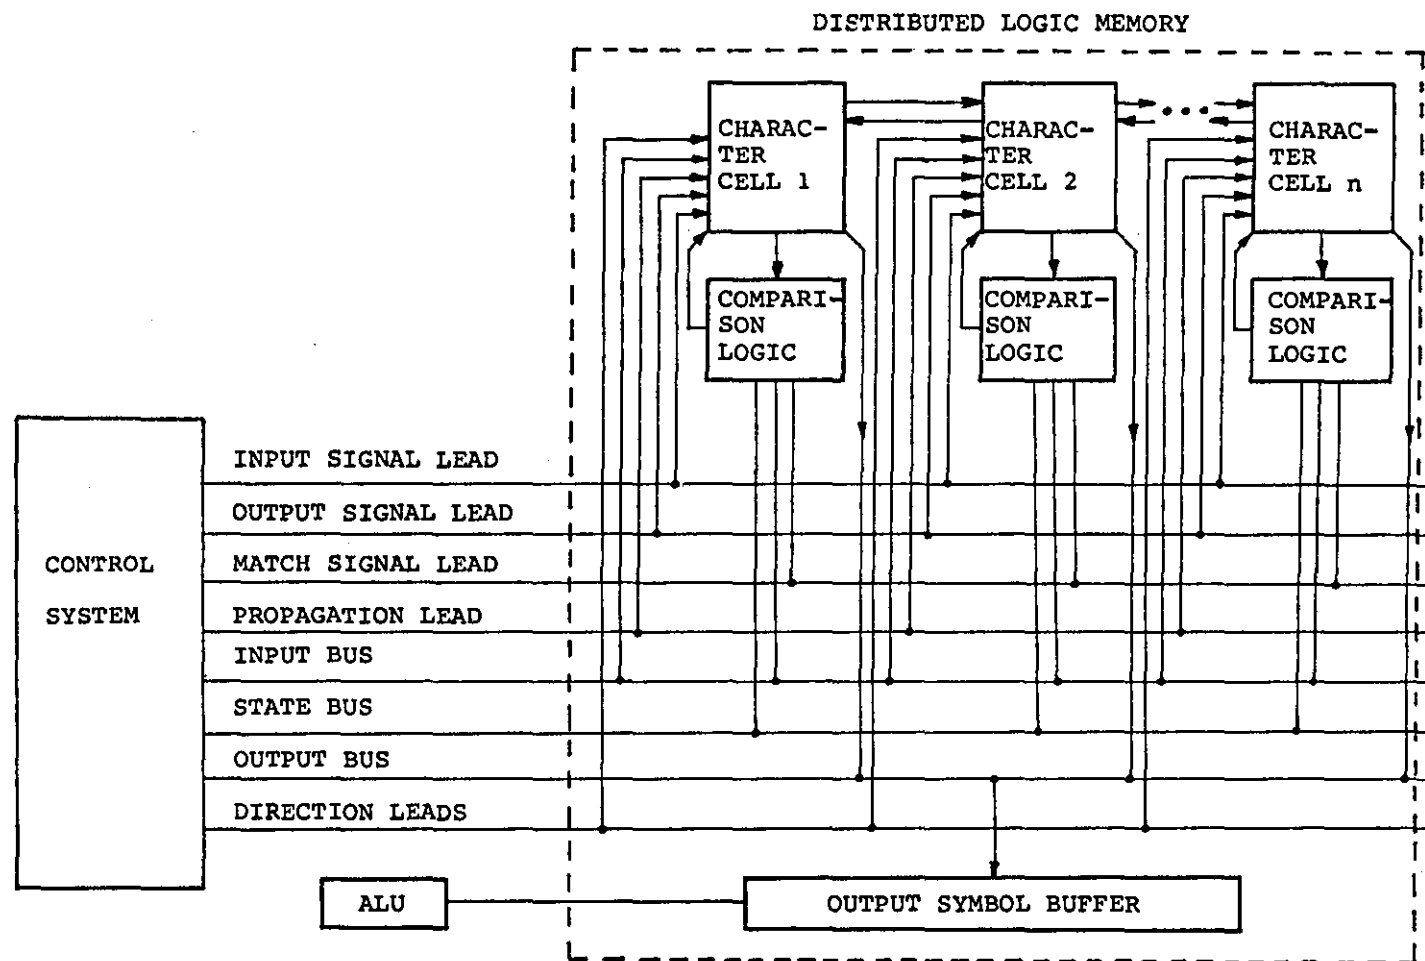 DISTRIBUTED LOGIC MEMORY
CHARAC-
TER
CELL 1
CHARAC-
TER
CELL 2
CHARAC-
TER
CELL n
COMPARI-
SON
LOGIC
COMPARI-
SON
LOGIC
COMPARI-
SON
LOGIC
CONTROL
SYSTEM
INPUT SIGNAL LEAD
OUTPUT SIGNAL LEAD
MATCH SIGNAL LEAD
PROPAGATION LEAD
INPUT BUS
STATE BUS
OUTPUT BUS
DIRECTION LEADS
ALU
OUTPUT SYMBOL BUFFER